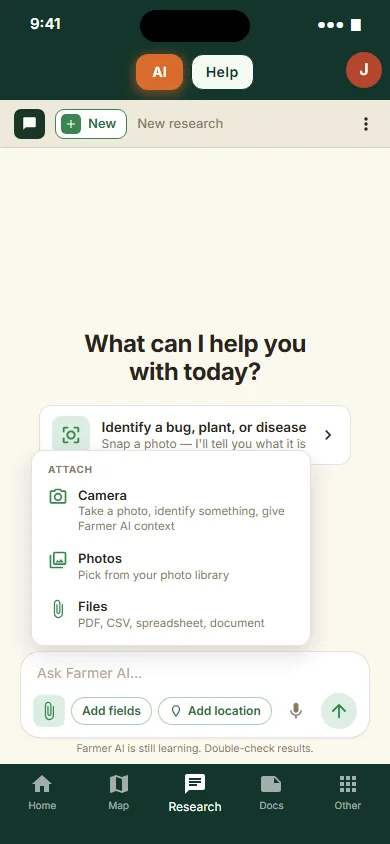 9:41
AI
Help
J
New
New research
What can I help you
with today?
Identify a bug, plant, or disease
Snap a photo — I'll tell you what it is
ATTACH
Camera
Take a photo, identify something, give
Farmer AI context
Photos
Pick from your photo library
Files
PDF, CSV, spreadsheet, document
Ask Farmer AI...
Add fields
Add location
Farmer AI is still learning. Double-check results.
Home
Map
Research
Docs
Other